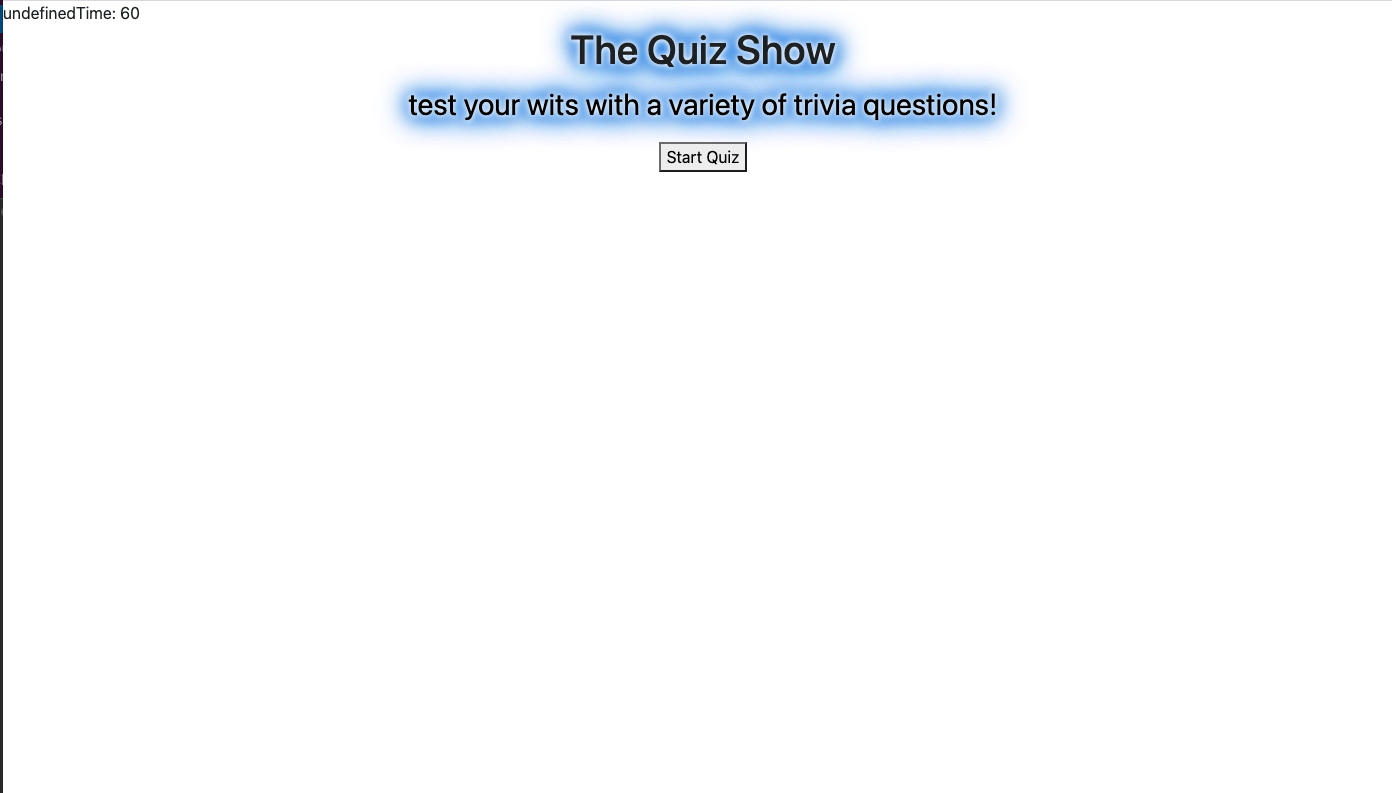 undefinedTime: 60
The Quiz Show
test your wits with a variety of trivia questions!
Start Quiz